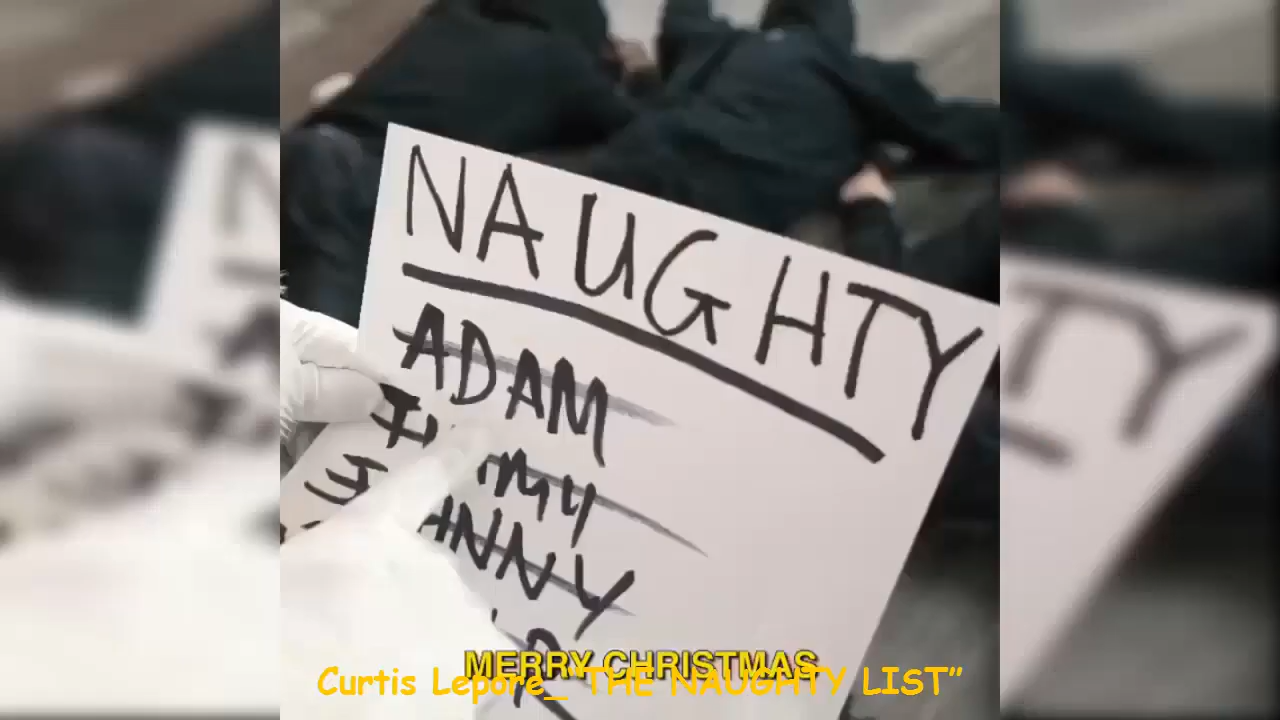 NAUGHTY
ADAM
MERRY CHRISTMAS
Curtis Lepore_ “THE NAUGHTY LIST”